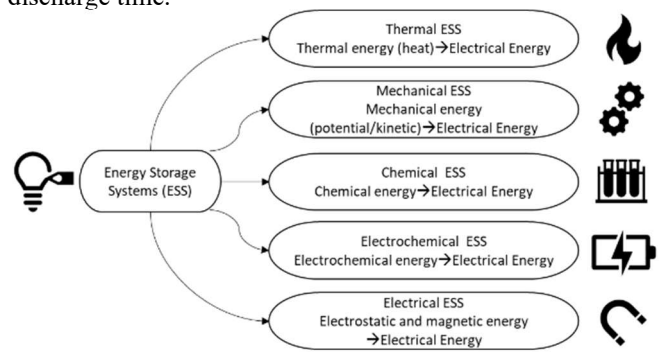 discharge time.
Thermal ESS
Thermal energy (heat)→Electrical Energy
Mechanical ESS
Mechanical energy
(potential/kinetic)→Electrical Energy
Energy Storage
Systems (ESS)
Chemical ESS
Chemical energy→Electrical Energy
Electrochemical ESS
Electrochemical energy→Electrical Energy
Electrical ESS
Electrostatic and magnetic energy
→Electrical Energy